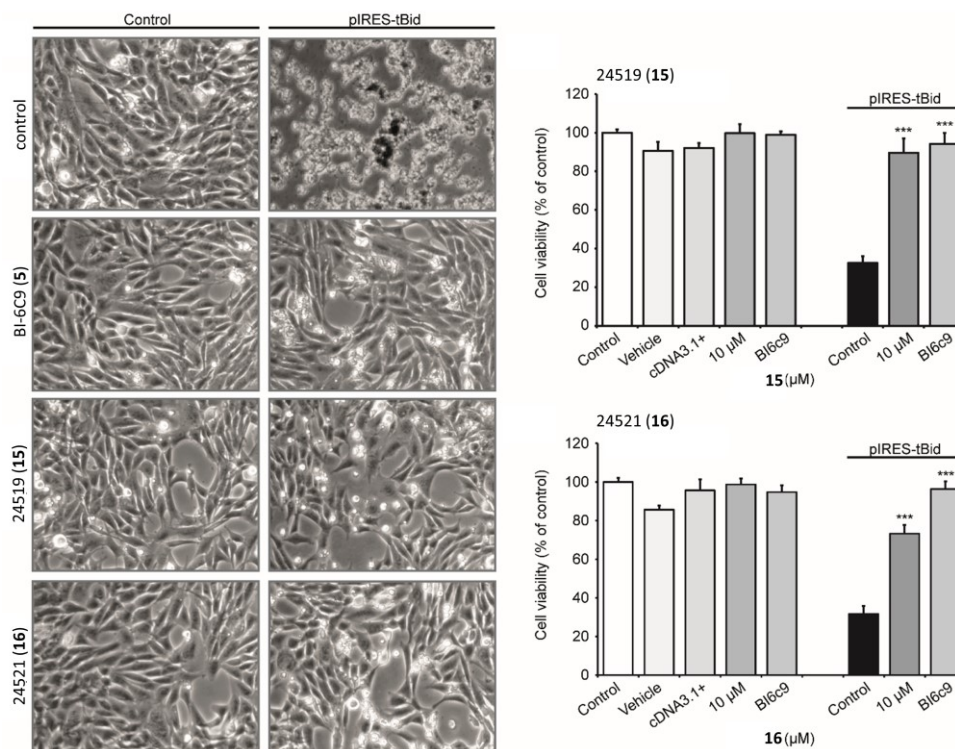 Control
pIRES-tBid
control
BI-6C9 (5)
24519 (15)
24521 (16)
24519 (15)
pIRES-tBid
Cell viability (% of control)
120
100
80
60
40
20
0
***
***
Control
Vehicle
cDNA3.1+
10 µM
BI6c9
Control
10 µM
BI6c9
15 (µM)
24521 (16)
pIRES-tBid
Cell viability (% of control)
120
100
80
60
40
20
0
***
***
Control
Vehicle
cDNA3.1+
10 µM
BI6c9
Control
10 µM
BI6c9
16 (µM)